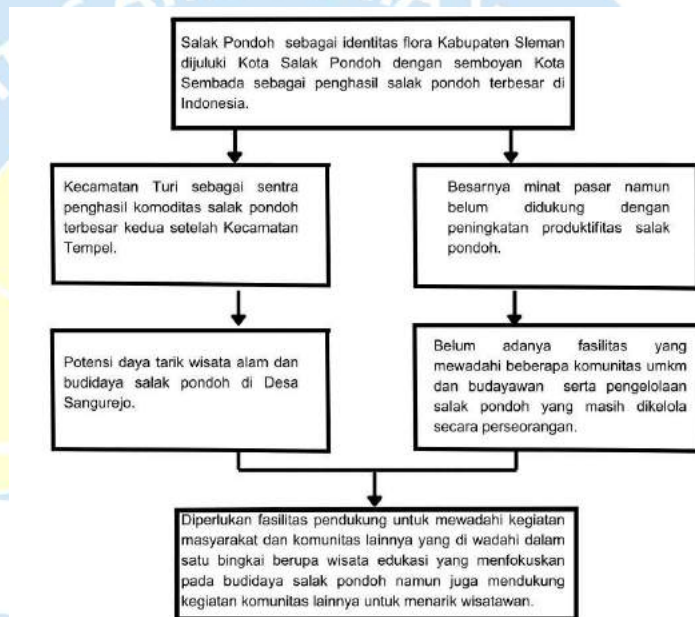 Salak Pondoh sebagai identitas flora Kabupaten Sleman
dijuluki Kota Salak Pondoh dengan semboyan Kota
Sembada sebagai penghasil salak pondoh terbesar di
Indonesia.
Kecamatan Turi sebagai sentra
penghasil komoditas salak pondoh
terbesar kedua setelah Kecamatan
Tempel.
Besarnya minat pasar namun
belum didukung dengan
peningkatan produktifitas salak
pondoh.
Potensi daya tarik wisata alam dan
budidaya salak pondoh di Desa
Sangurejo.
Belum adanya fasilitas yang
mewadahi beberapa komunitas umkm
dan budayawan serta pengelolaan
salak pondoh yang masih dikelola
secara perseorangan.
Diperlukan fasilitas pendukung untuk mewadahi kegiatan
masyarakat dan komunitas lainnya yang di wadahi dalam
satu bingkai berupa wisata edukasi yang menfokuskan
pada budidaya salak pondoh namun juga mendukung
kegiatan komunitas lainnya untuk menarik wisatawan.